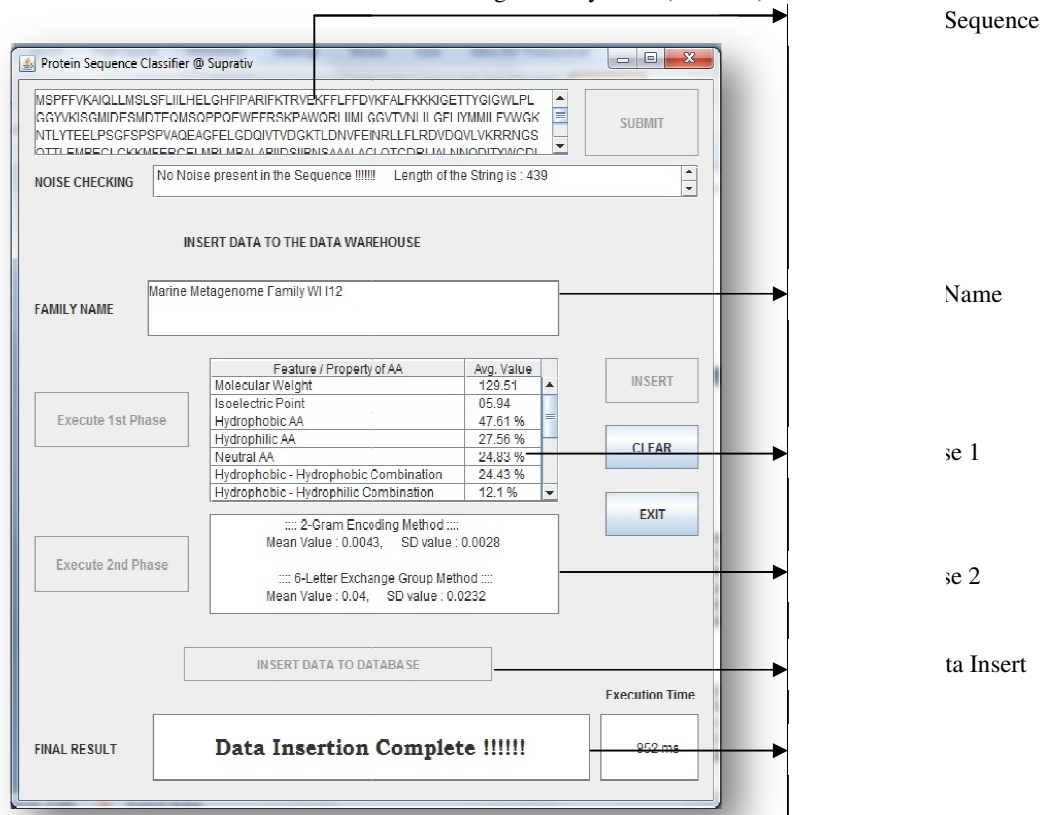 Sequence
Protein Sequence Classifier @ Suprativ
MSPFFVKAIQLLMSLSFLIILHELGHFIPARIFKTRVEKFFLFFDVKFALFKKKIGETTYGIGWLPL
GGYVKISGMIDESMDTEQMSQPPQEWEFRSKPAWQRLIIMLGGVTVNLILGFLIYMMILFVWGK
NTLYTEELPSGFSPSPVAQEAGFELGDQIVTVDGKTLDNVFEINRLLFLRDVDQVLVKRRNGS
SUBMIT
NOISE CHECKING
No Noise present in the Sequence !!!!!!! Length of the String is : 439
INSERT DATA TO THE DATA WAREHOUSE
FAMILY NAME
Marine Metagenome Family
Name
Feature / Property of AA Avg. Value
Molecular Weight 129.51
Isoelectric Point 05.94
Hydrophobic AA 47.61 %
Hydrophilic AA 27.56 %
Neutral AA 24.83 %
Hydrophobic - Hydrophobic Combination 24.43 %
Hydrophobic - Hydrophilic Combination 12.1 %
Execute 1st Phase
INSERT
CLEAR
EXIT
se 1
Execute 2nd Phase
:::: 2-Gram Encoding Method ::::
Mean Value : 0.0043, SD value : 0.0028
:::: 6-Letter Exchange Group Method ::::
Mean Value : 0.04, SD value : 0.0232
se 2
INSERT DATA TO DATABASE
ta Insert
Execution Time
FINAL RESULT
Data Insertion Complete !!!!!!
952 ms